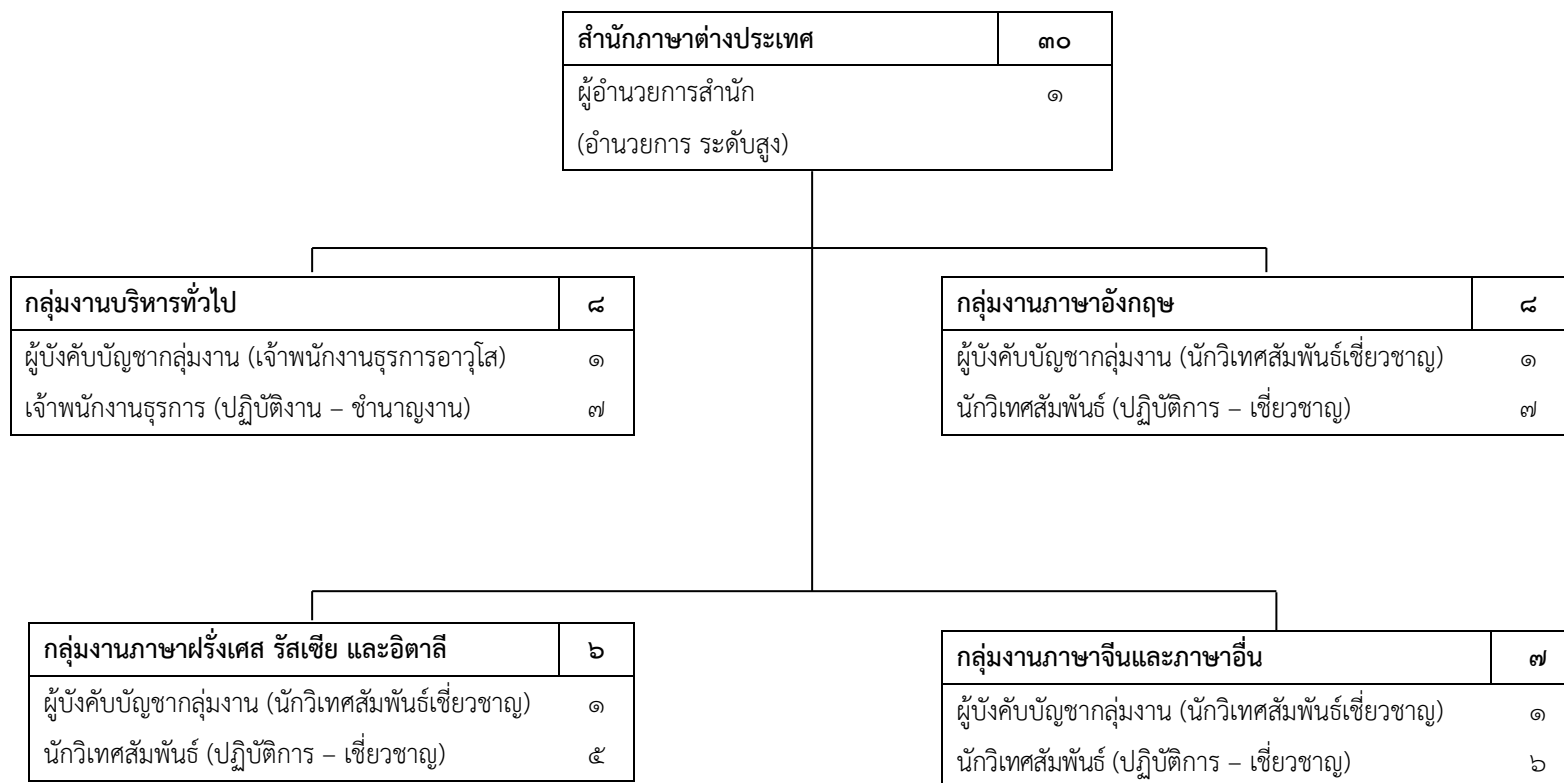 สำนักภาษาต่างประเทศ ๓๐
ผู้อำนวยการสำนัก ๑
(อำนวยการ ระดับสูง)
กลุ่มงานบริหารทั่วไป ๘
ผู้บังคับบัญชากลุ่มงาน (เจ้าพนักงานธุรการอาวุโส) ๑
เจ้าพนักงานธุรการ (ปฏิบัติงาน – ชำนาญงาน) ๗
กลุ่มงานภาษาอังกฤษ ๘
ผู้บังคับบัญชากลุ่มงาน (นักวิเทศสัมพันธ์เชี่ยวชาญ) ๑
นักวิเทศสัมพันธ์ (ปฏิบัติการ – เชี่ยวชาญ) ๗
กลุ่มงานภาษาฝรั่งเศส รัสเซีย และอิตาลี ๖
ผู้บังคับบัญชากลุ่มงาน (นักวิเทศสัมพันธ์เชี่ยวชาญ) ๑
นักวิเทศสัมพันธ์ (ปฏิบัติการ – เชี่ยวชาญ) ๕
กลุ่มงานภาษาจีนและภาษาอื่น ๗
ผู้บังคับบัญชากลุ่มงาน (นักวิเทศสัมพันธ์เชี่ยวชาญ) ๑
นักวิเทศสัมพันธ์ (ปฏิบัติการ – เชี่ยวชาญ) ๖